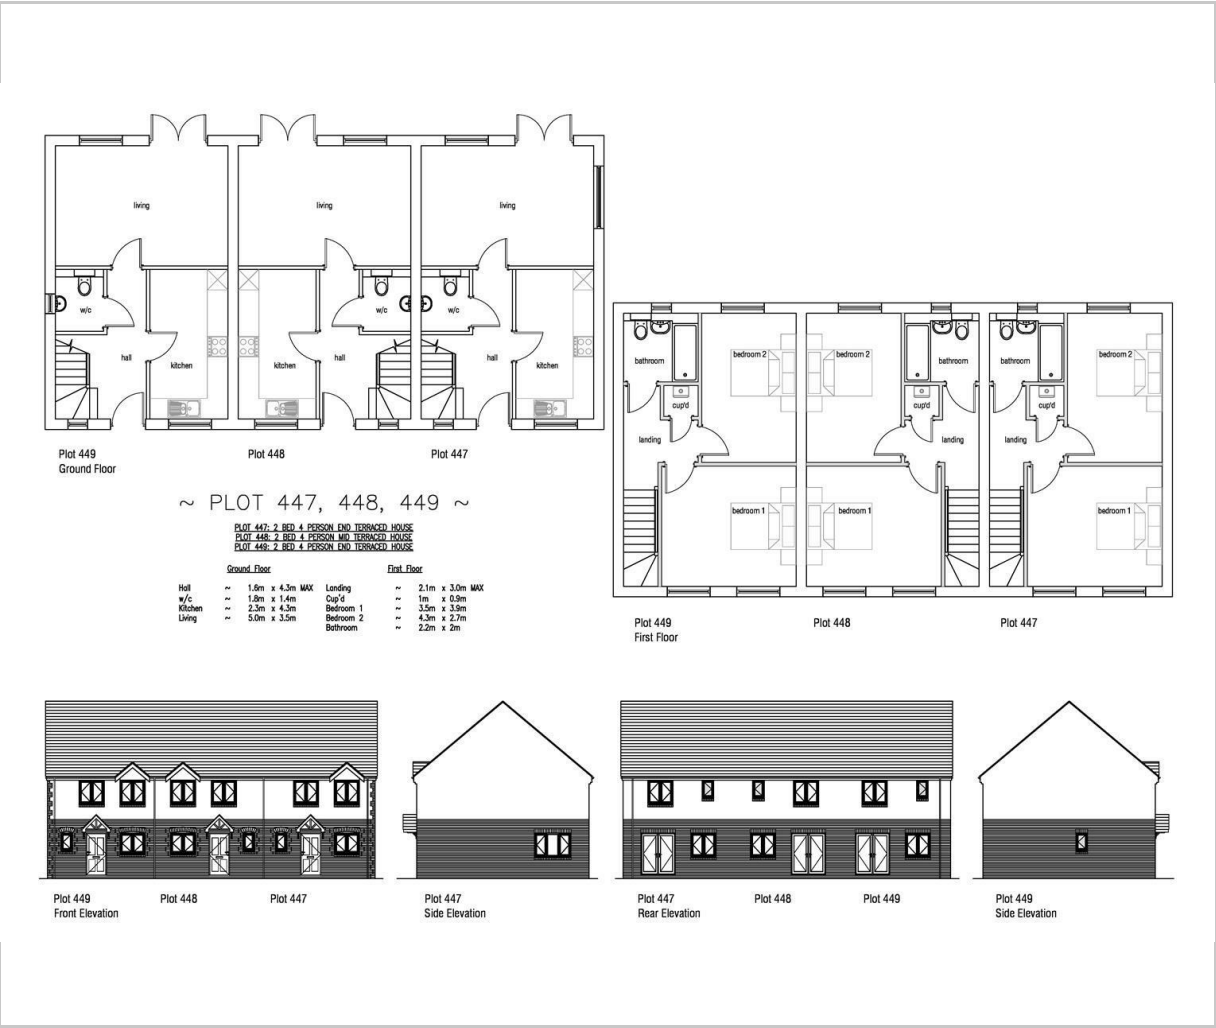 living
living
living
w/c
w/c
w/c
hall
hall
hall
kitchen
kitchen
kitchen
Plot 449
Ground Floor
Plot 448
Plot 447
bathroom
bedroom 2
bedroom 2
bathroom
bathroom
bedroom 2
cup'd
cup'd
cup'd
landing
landing
landing
bedroom 1
bedroom 1
bedroom 1
Plot 449
First Floor
Plot 448
Plot 447
~ PLOT 447, 448, 449 ~
PLOT 447: 2 BED 4 PERSON END TERRACED HOUSE
PLOT 448: 2 BED 4 PERSON MID TERRACED HOUSE
PLOT 449: 2 BED 4 PERSON END TERRACED HOUSE
Ground Floor
Hall ~ 1.6m x 4.3m MAX
w/c ~ 1.8m x 1.4m
Kitchen ~ 2.3m x 4.3m
Living ~ 5.0m x 3.5m
First Floor
Landing ~ 2.1m x 3.0m MAX
Cup'd ~ 1m x 0.9m
Bedroom 1 ~ 3.5m x 3.9m
Bedroom 2 ~ 4.3m x 2.7m
Bathroom ~ 2.2m x 2m
Plot 449
Front Elevation
Plot 448
Plot 447
Plot 447
Side Elevation
Plot 447
Rear Elevation
Plot 448
Plot 449
Plot 449
Side Elevation